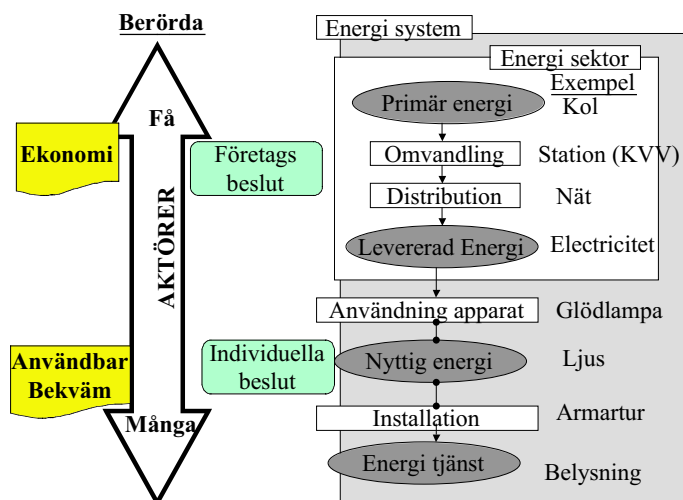 Berörda
Få
Ekonomi
Företags
beslut
AKTÖRER
Användbar
Bekväm
Individuella
beslut
Många
Energi system
Energi sektor
Exempel
Primär energi
Kol
Omvandling
Station (KVV)
Distribution
Nät
Levererad Energi
Electricitet
Användning apparat
Glödlampa
Nyttig energi
Ljus
Installation
Armartur
Energi tjänst
Belysning